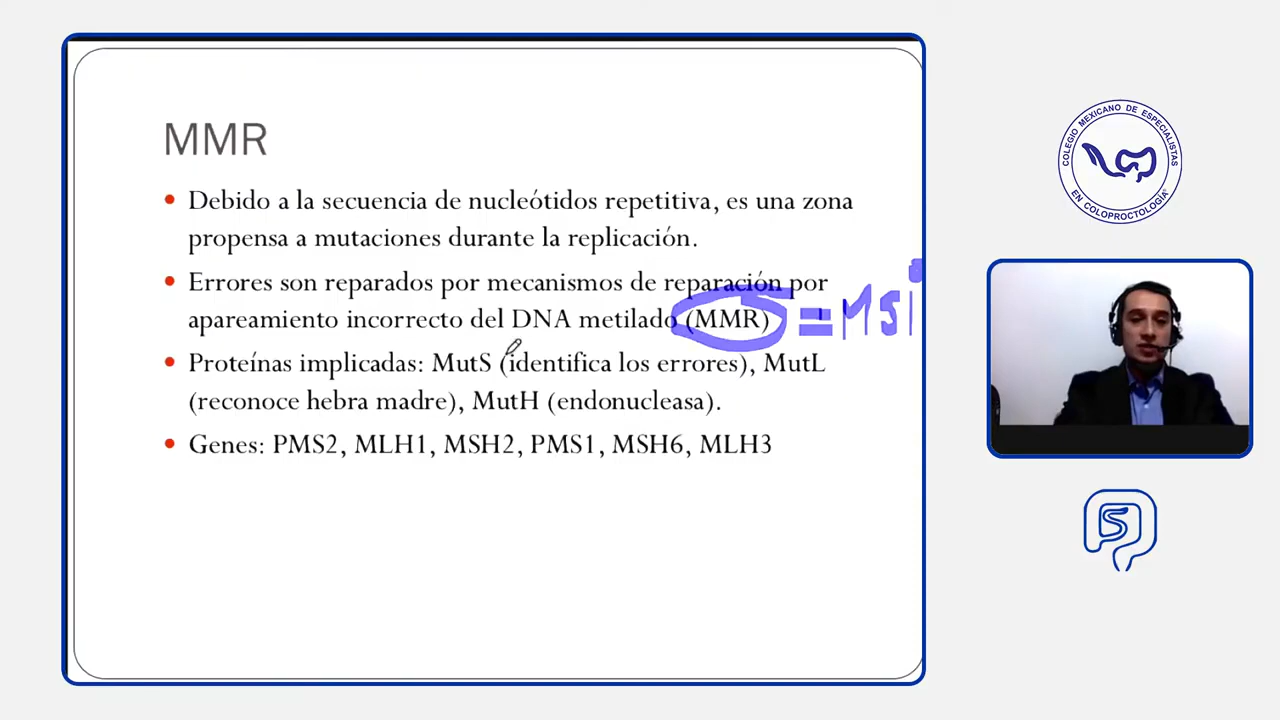 MMR
• Debido a la secuencia de nucleótidos repetitiva, es una zona
propensa a mutaciones durante la replicación.
• Errores son reparados por mecanismos de reparación por
apareamiento incorrecto del DNA metilado (MMR)
= MSi
• Proteínas implicadas: MutS (identifica los errores), MutL
(reconoce hebra madre), MutH (endonucleasa).
• Genes: PMS2, MLH1, MSH2, PMS1, MSH6, MLH3
COLEGIO MEXICANO DE ESPECIALISTAS
EN COLOPROCTOLOGÍA